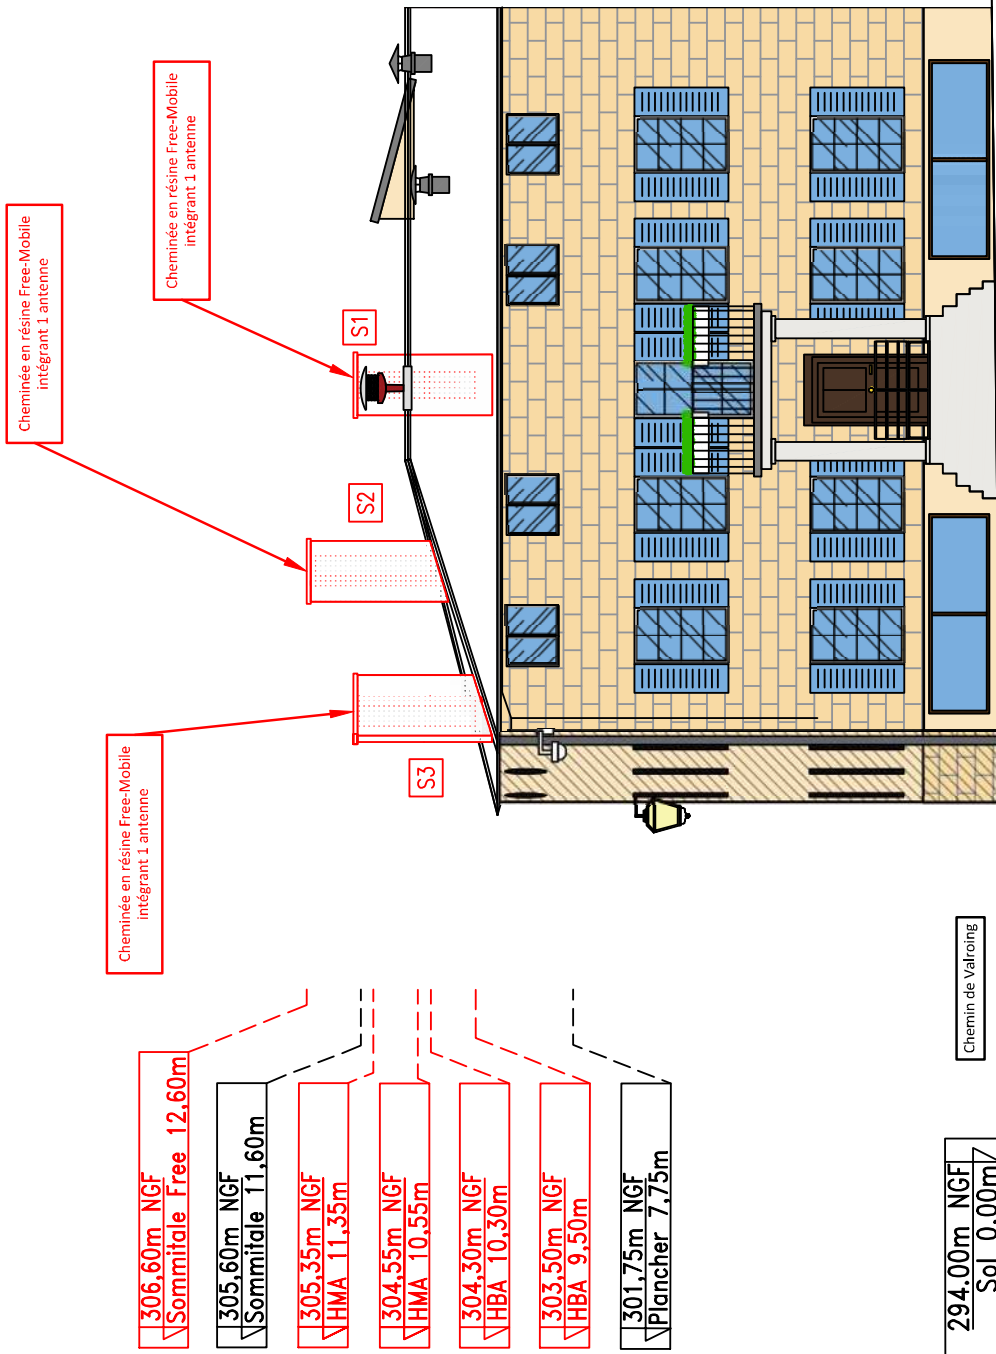 306,60m NGF
Sommitale Free 12,60m
305,60m NGF
Sommitale 11,60m
305,35m NGF
HMA 11,35m
304,55m NGF
HMA 10,55m
304,30m NGF
HBA 10,30m
303,50m NGF
HBA 9,50m
301,75m NGF
Plancher 7,75m
294.00m NGF
Sol 0.00m
Chemin de Valroing
Cheminée en résine Free-Mobile
intégrant 1 antenne
S3
Cheminée en résine Free-Mobile
intégrant 1 antenne
S2
Cheminée en résine Free-Mobile
intégrant 1 antenne
S1